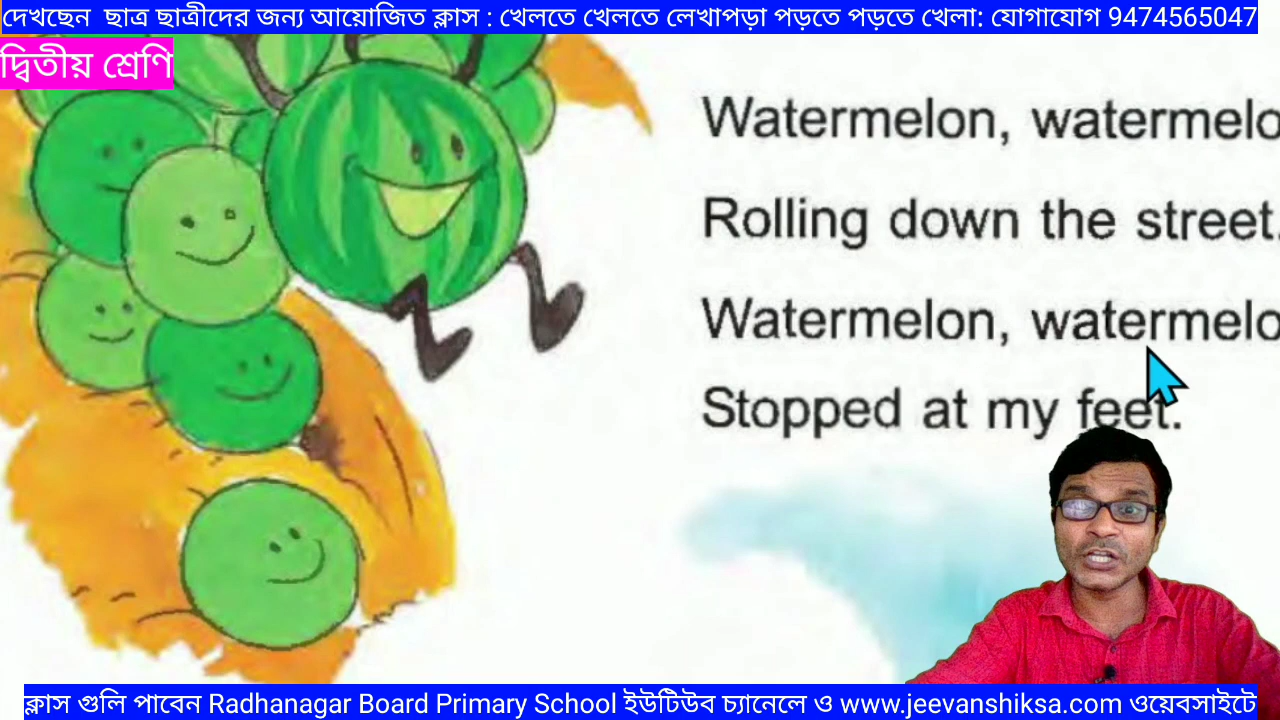 দেখছেন ছাত্র ছাত্রীদের জন্য আয়োজিত ক্লাস : খেলতে খেলতে লেখাপড়া পড়তে পড়তে খেলা: যোগাযোগ 9474565047
দ্বিতীয় শ্রেণি
Watermelon, watermelo
Rolling down the street.
Watermelon, watermelo
Stopped at my feet.
ক্লাস গুলি পাবেন Radhanagar Board Primary School ইউটিউব চ্যানেলে ও www.jeevanshiksa.com ওয়েবসাইটে